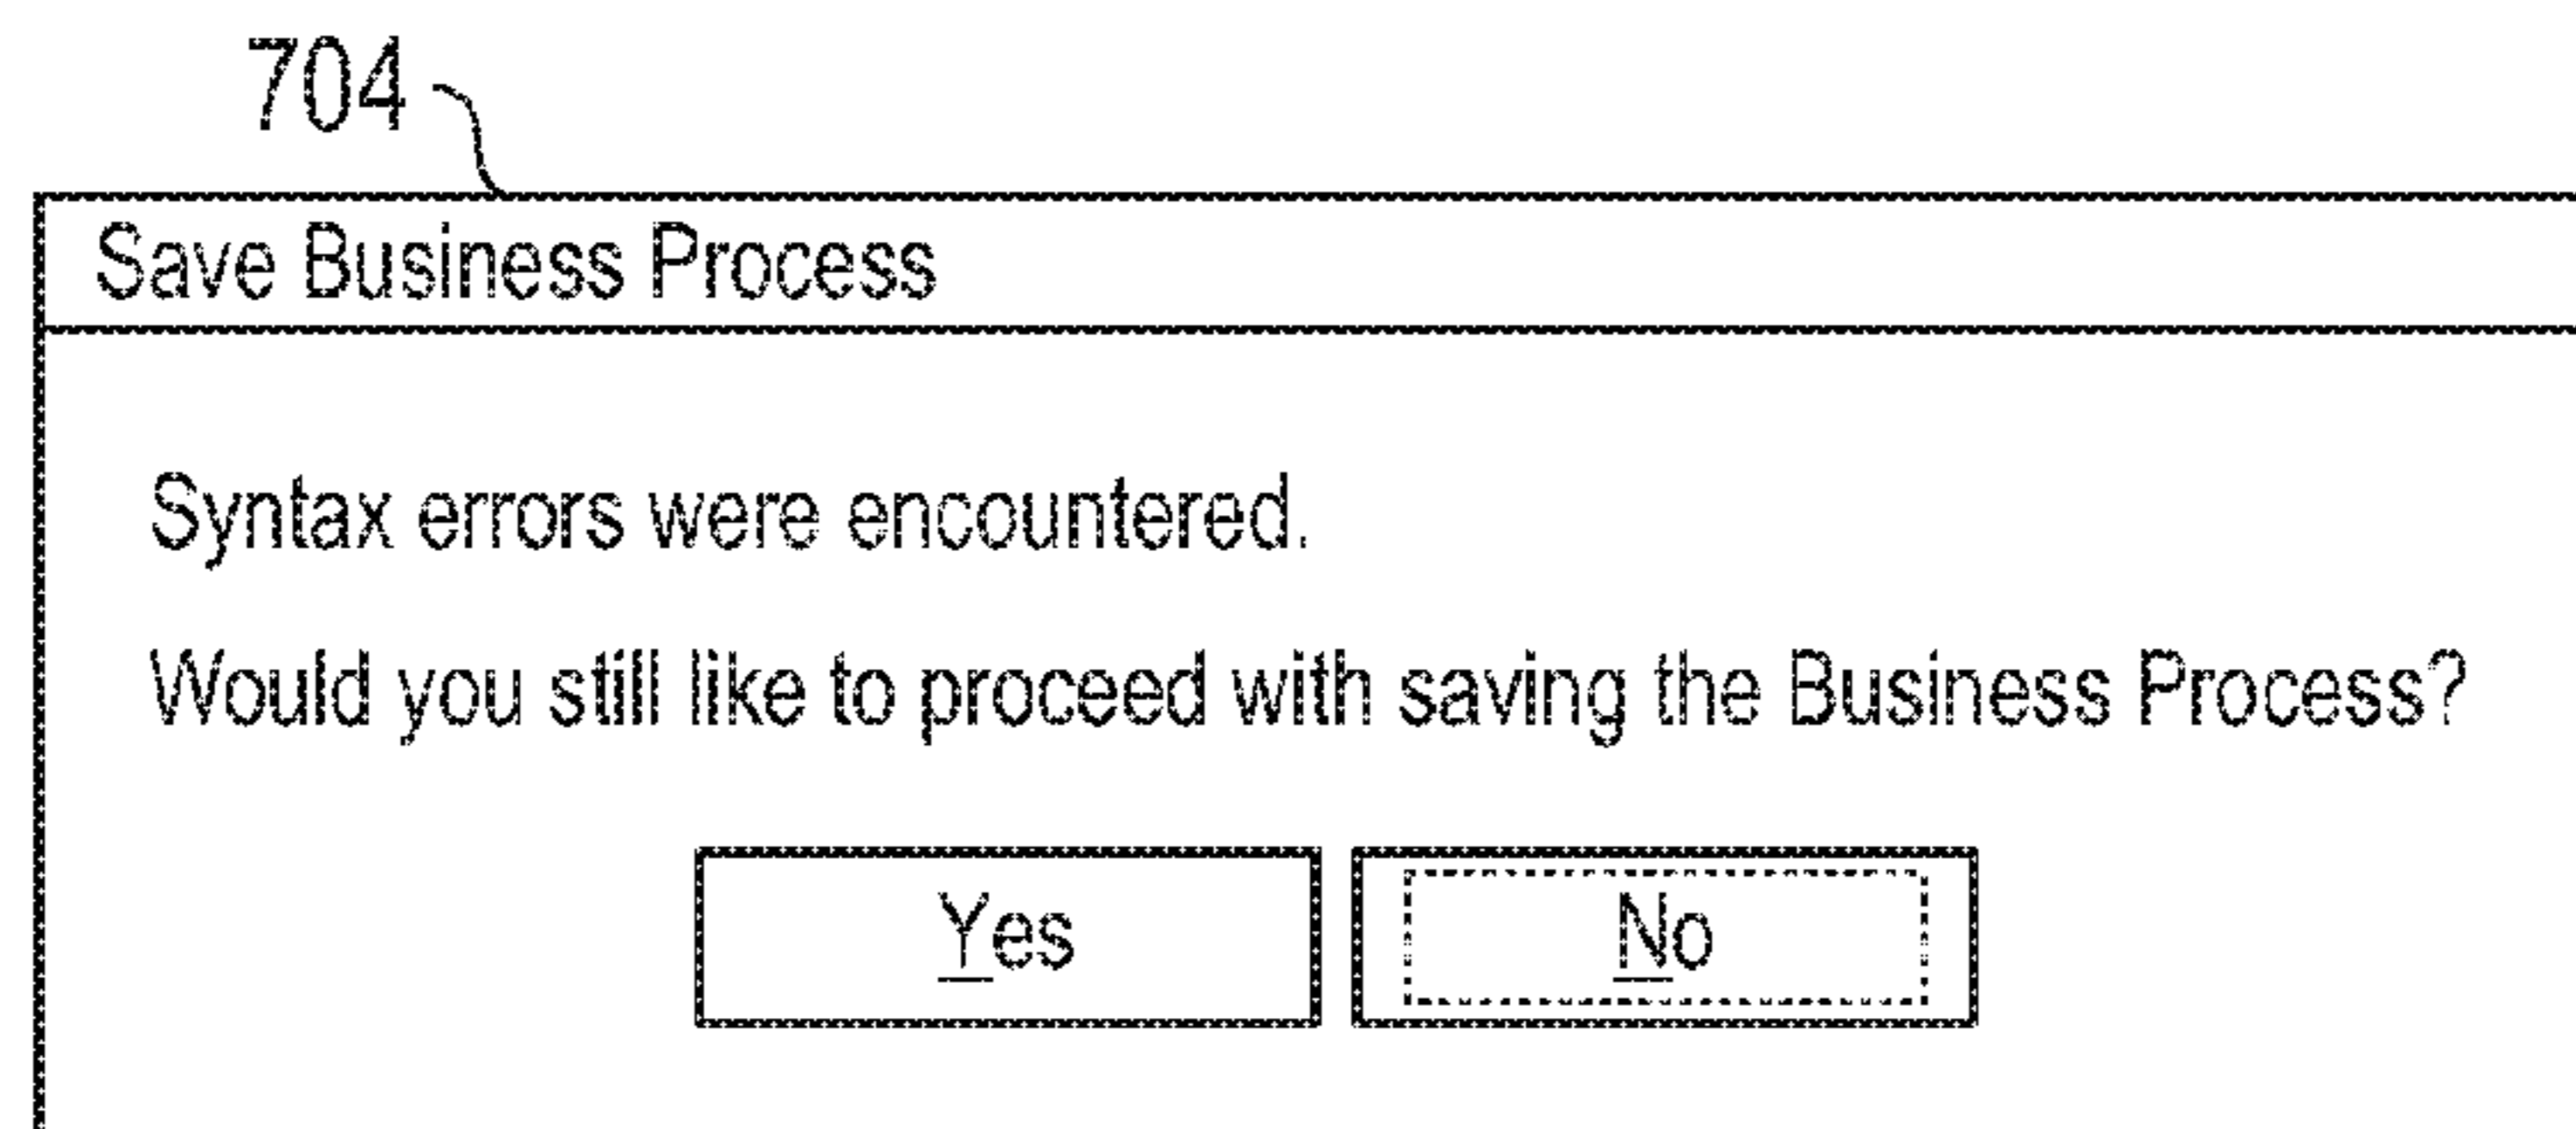 704
Save Business Process
Syntax errors were encountered.
Would you still like to proceed with saving the Business Process?
Yes No